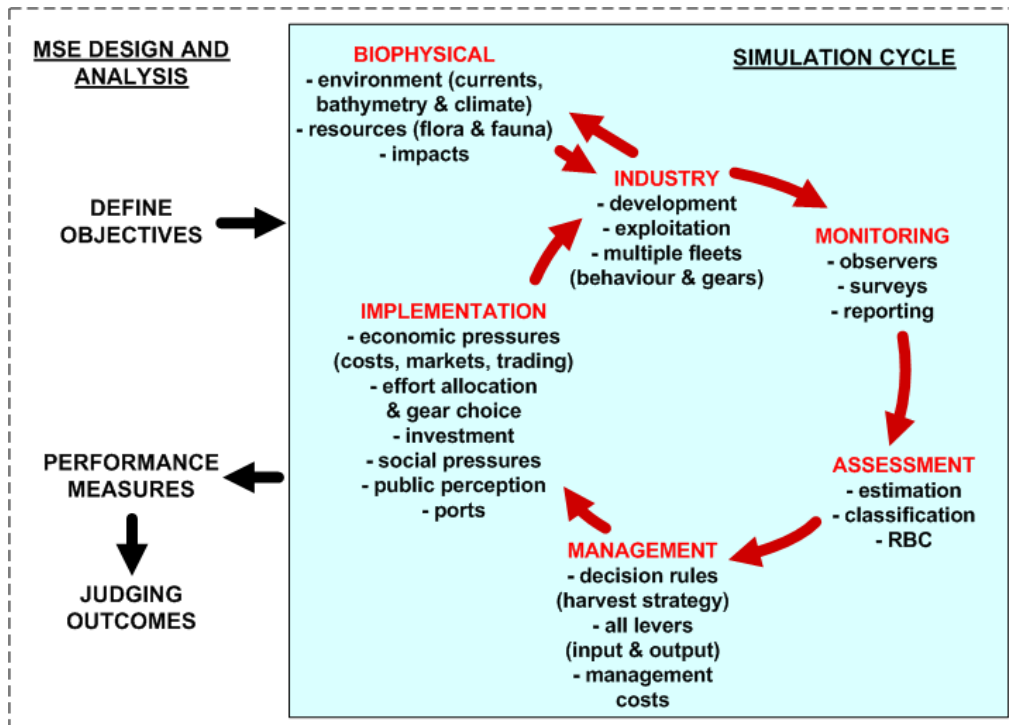 MSE DESIGN AND
ANALYSIS
DEFINE
OBJECTIVES
PERFORMANCE
MEASURES
JUDGING
OUTCOMES
SIMULATION CYCLE
BIOPHYSICAL
- environment (currents,
bathymetry & climate)
- resources (flora & fauna)
- impacts
INDUSTRY
- development
- exploitation
- multiple fleets
(behaviour & gears)
MONITORING
- observers
- surveys
- reporting
ASSESSMENT
- estimation
- classification
- RBC
MANAGEMENT
- decision rules
(harvest strategy)
- all levers
(input & output)
- management
costs
IMPLEMENTATION
- economic pressures
(costs, markets, trading)
- effort allocation
& gear choice
- investment
- social pressures
- public perception
- ports